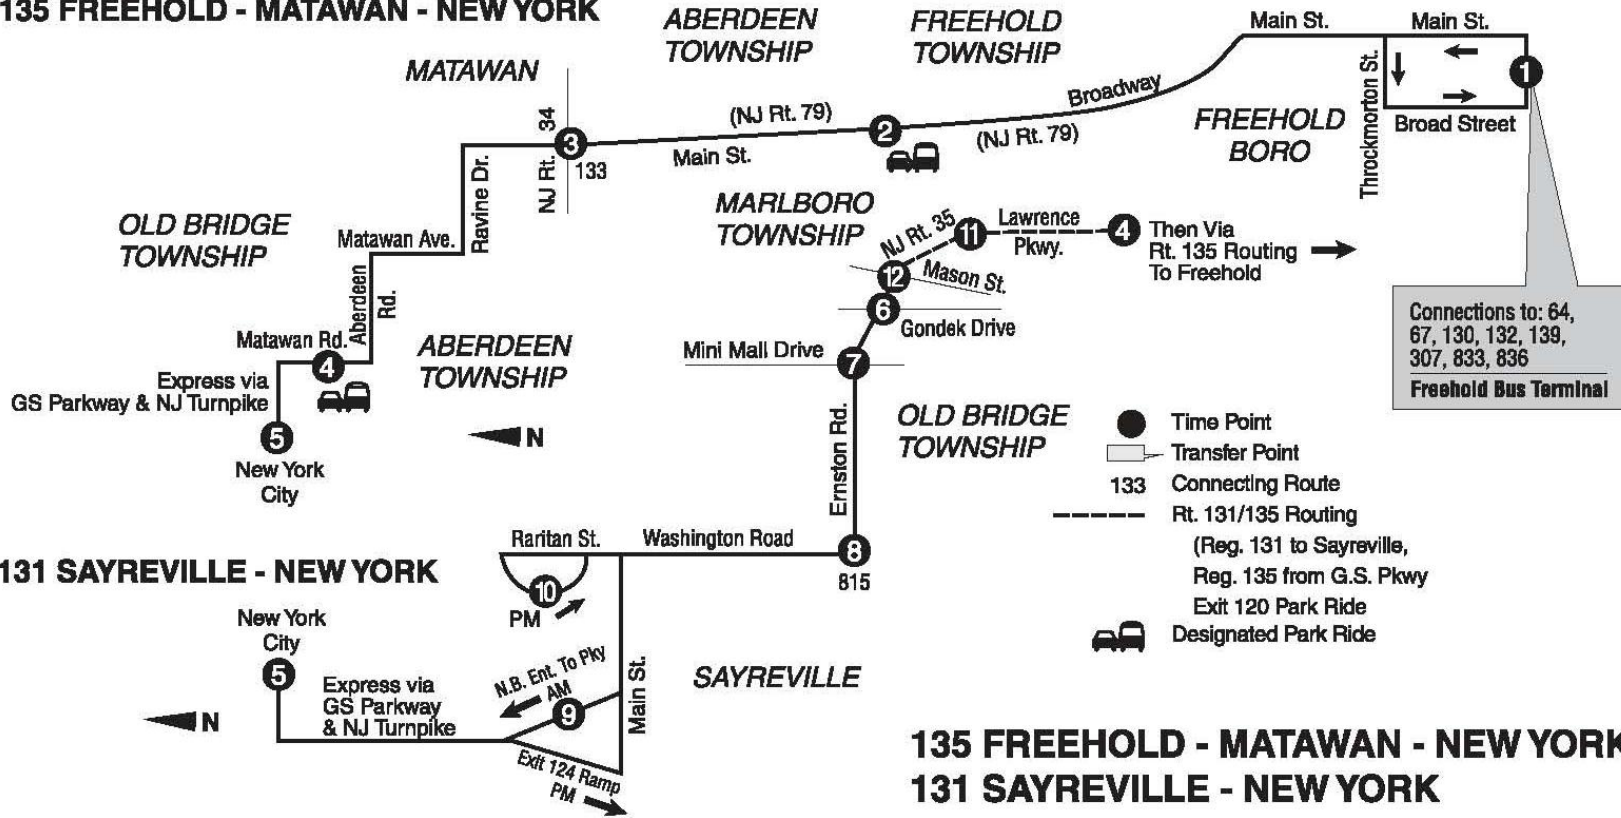 135 FREEHOLD - MATAWAN - NEW YORK
ABERDEEN
TOWNSHIP
FREEHOLD
TOWNSHIP
Main St.
Main St.
MATAWAN
1
Throckmorton St.
Broadway
(NJ Rt. 79)
2
(NJ Rt. 79)
FREEHOLD
BORO
Broad Street
NJ Rt. 34
3
133
Main St.
Ravine Dr.
MARLBORO
TOWNSHIP
OLD BRIDGE
TOWNSHIP
Matawan Ave.
NJ Rt. 35
11
Lawrence
Pkwy.
4
Then Via
Rt. 135 Routing
To Freehold
12
Mason St.
Aberdeen
Rd.
6
Gondek Drive
Connections to: 64,
67, 130, 132, 139,
307, 833, 836
Freehold Bus Terminal
Matawan Rd.
4
ABERDEEN
TOWNSHIP
Mini Mall Drive
7
Express via
GS Parkway & NJ Turnpike
5
New York
City
N
Ernston Rd.
OLD BRIDGE
TOWNSHIP
Time Point
Transfer Point
133 Connecting Route
Rt. 131/135 Routing
(Reg. 131 to Sayreville,
Reg. 135 from G.S. Pkwy
Exit 120 Park Ride
Designated Park Ride
Raritan St.
Washington Road
8
815
131 SAYREVILLE - NEW YORK
10
PM
New York
City
5
Express via
GS Parkway
& NJ Turnpike
N
N.B. Ent. To Pky
AM
9
Main St.
SAYREVILLE
Exit 124 Ramp
PM
135 FREEHOLD - MATAWAN - NEW YORK
131 SAYREVILLE - NEW YORK